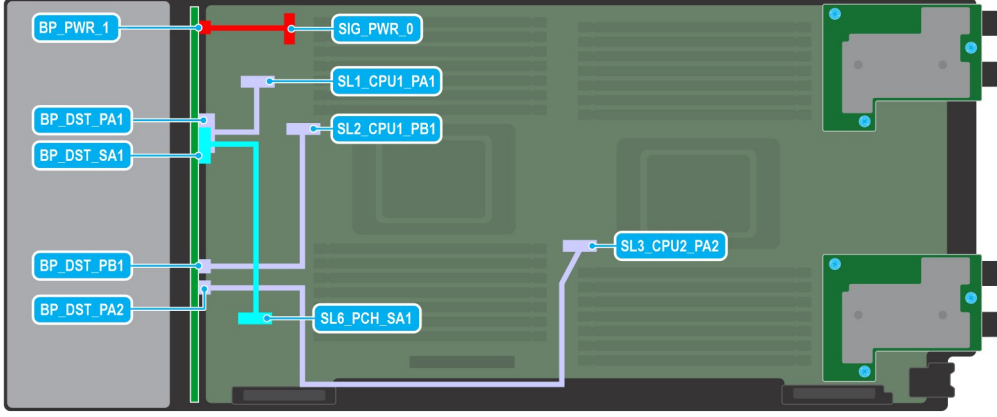 BP_PWR_1
SIG_PWR_0
SL1_CPU1_PA1
BP_DST_PA1
SL2_CPU1_PB1
BP_DST_SA1
SL3_CPU2_PA2
BP_DST_PB1
BP_DST_PA2
SL6_PCH_SA1